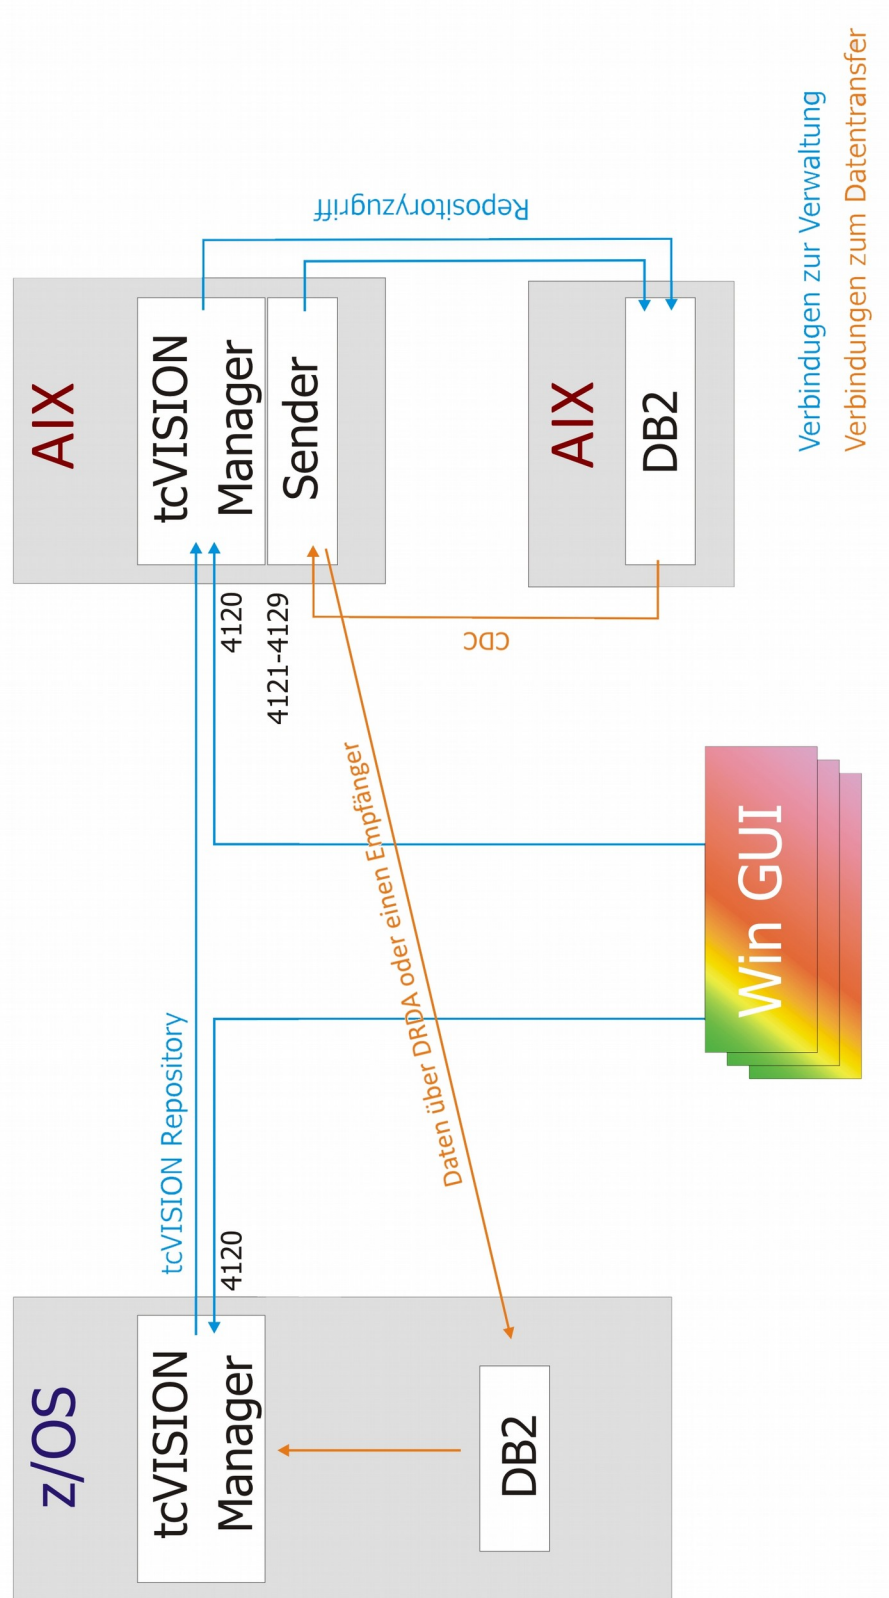 z/OS
tcVISION
Manager
DB2
tcVISION Repository
4120
Daten über DRDA oder einen Empfänger
Win GUI
4120
4121-4129
CDC
AIX
tcVISION
Manager
Sender
Repositoryzugriff
AIX
DB2
Verbindugen zur Verwaltung
Verbindungen zum Datentransfer